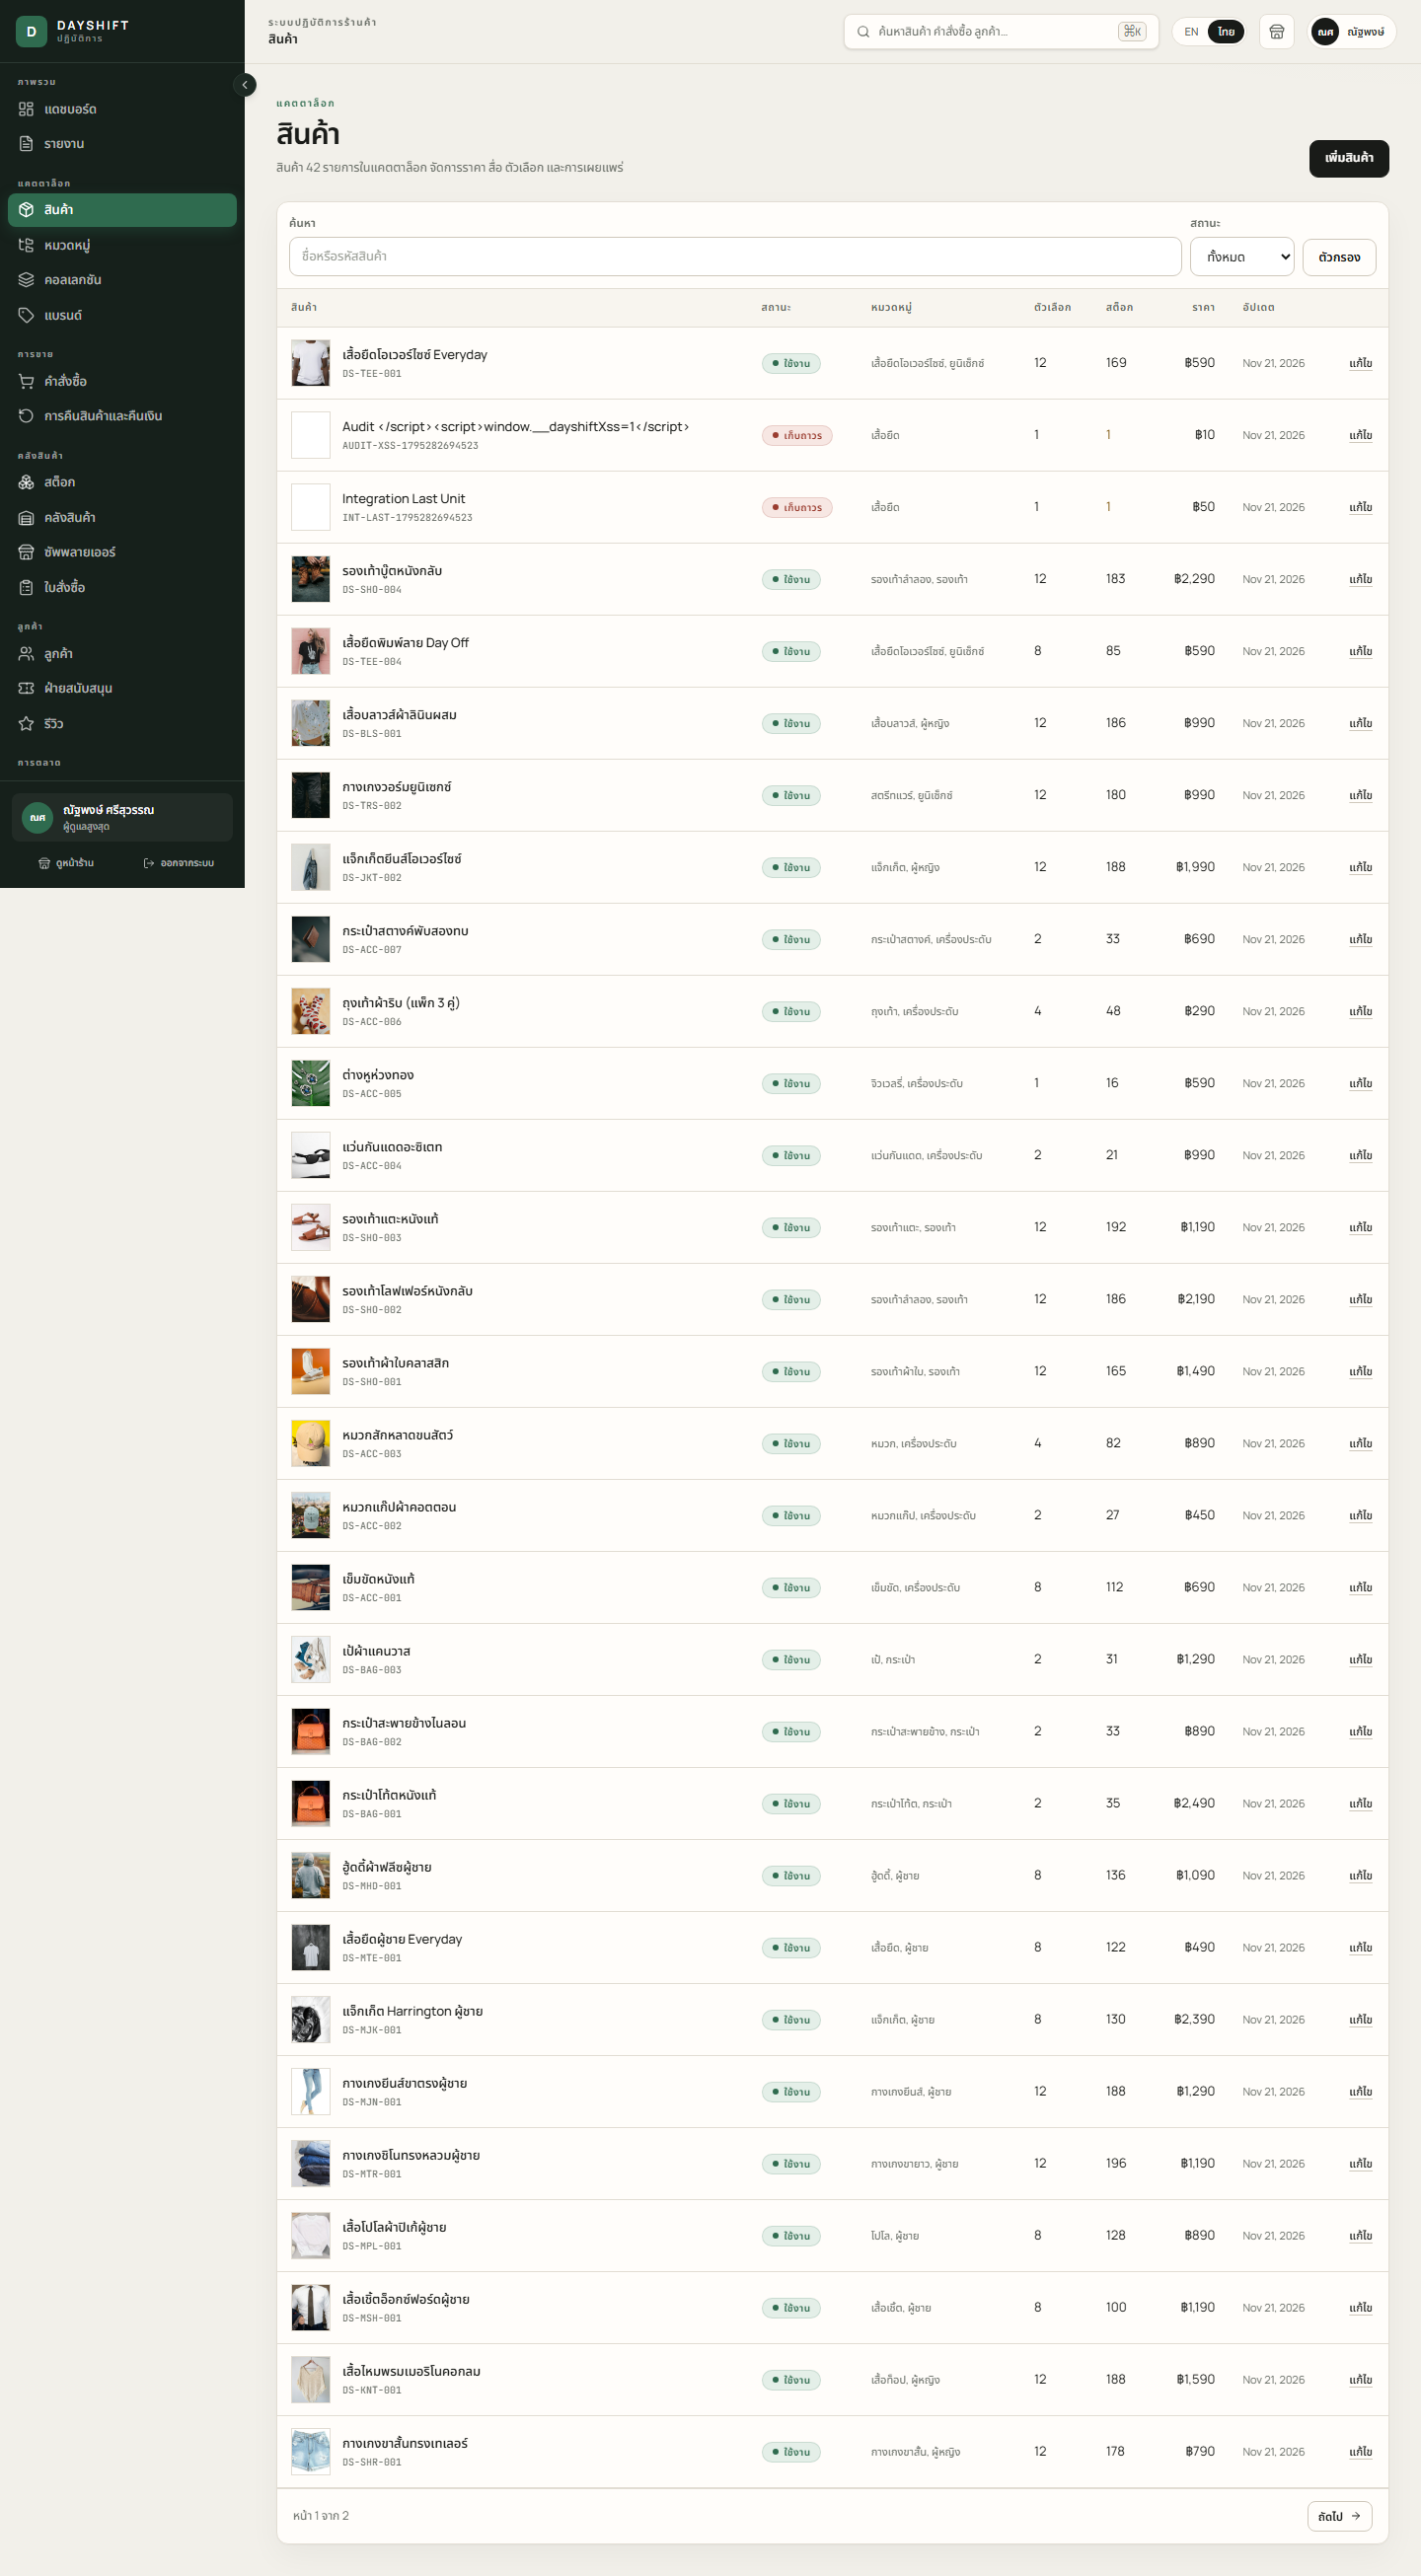 D
DAYSHIFT
ปฏิบัติการ
ภาพรวม
แดชบอร์ด
รายงาน
แคตตาล็อก
สินค้า
หมวดหมู่
คอลเลกชัน
แบรนด์
การขาย
คำสั่งซื้อ
การคืนสินค้าและคืนเงิน
คลังสินค้า
สต็อก
คลังสินค้า
ซัพพลายเออร์
ใบสั่งซื้อ
ลูกค้า
ลูกค้า
ฝ่ายสนับสนุน
รีวิว
การตลาด
ณศ
ณัฐพงษ์ ศรีสุวรรณ
ผู้ดูแลสูงสุด
ดูหน้าร้าน ออกจากระบบ
ระบบปฏิบัติการร้านค้า
สินค้า
ค้นหาสินค้า คำสั่งซื้อ ลูกค้า... ⌘K
EN ไทย
ณศ ณัฐพงษ์
แคตตาล็อก
สินค้า
สินค้า 42 รายการในแคตตาล็อก จัดการราคา สื่อ ตัวเลือก และการเผยแพร่
เพิ่มสินค้า
ค้นหา สถานะ
ชื่อหรือรหัสสินค้า ทั้งหมด ตัวกรอง
สินค้า สถานะ หมวดหมู่ ตัวเลือก สต็อก ราคา อัปเดต
เสื้อยืดโอเวอร์ไซซ์ Everyday
DS-TEE-001
ใช้งาน เสื้อยืดโอเวอร์ไซซ์, ยูนิเซ็กซ์ 12 169 ฿590 Nov 21, 2026 แก้ไข
Audit </script><script>window.__dayshiftXss=1</script>
AUDIT-XSS-1795282694523
เก็บถาวร เสื้อยืด 1 1 ฿10 Nov 21, 2026 แก้ไข
Integration Last Unit
INT-LAST-1795282694523
เก็บถาวร เสื้อยืด 1 1 ฿50 Nov 21, 2026 แก้ไข
รองเท้าบู๊ตหนังกลับ
DS-SHO-004
ใช้งาน รองเท้าลำลอง, รองเท้า 12 183 ฿2,290 Nov 21, 2026 แก้ไข
เสื้อยืดพิมพ์ลาย Day Off
DS-TEE-004
ใช้งาน เสื้อยืดโอเวอร์ไซซ์, ยูนิเซ็กซ์ 8 85 ฿590 Nov 21, 2026 แก้ไข
เสื้อบลาวส์ผ้าลินินผสม
DS-BLS-001
ใช้งาน เสื้อบลาวส์, ผู้หญิง 12 186 ฿990 Nov 21, 2026 แก้ไข
กางเกงวอร์มยูนิเซกซ์
DS-TRS-002
ใช้งาน สตรีทแวร์, ยูนิเซ็กซ์ 12 180 ฿990 Nov 21, 2026 แก้ไข
แจ็กเก็ตยีนส์โอเวอร์ไซซ์
DS-JKT-002
ใช้งาน แจ็กเก็ต, ผู้หญิง 12 188 ฿1,990 Nov 21, 2026 แก้ไข
กระเป๋าสตางค์พับสองทบ
DS-ACC-007
ใช้งาน กระเป๋าสตางค์, เครื่องประดับ 2 33 ฿690 Nov 21, 2026 แก้ไข
ถุงเท้าผ้าริบ (แพ็ก 3 คู่)
DS-ACC-006
ใช้งาน ถุงเท้า, เครื่องประดับ 4 48 ฿290 Nov 21, 2026 แก้ไข
ต่างหูห่วงทอง
DS-ACC-005
ใช้งาน จิวเวลรี่, เครื่องประดับ 1 16 ฿590 Nov 21, 2026 แก้ไข
แว่นกันแดดอะซิเตท
DS-ACC-004
ใช้งาน แว่นกันแดด, เครื่องประดับ 2 21 ฿990 Nov 21, 2026 แก้ไข
รองเท้าแตะหนังแท้
DS-SHO-003
ใช้งาน รองเท้าแตะ, รองเท้า 12 192 ฿1,190 Nov 21, 2026 แก้ไข
รองเท้าโลฟเฟอร์หนังกลับ
DS-SHO-002
ใช้งาน รองเท้าลำลอง, รองเท้า 12 186 ฿2,190 Nov 21, 2026 แก้ไข
รองเท้าผ้าใบคลาสสิก
DS-SHO-001
ใช้งาน รองเท้าผ้าใบ, รองเท้า 12 165 ฿1,490 Nov 21, 2026 แก้ไข
หมวกสักหลาดขนสัตว์
DS-ACC-003
ใช้งาน หมวก, เครื่องประดับ 4 82 ฿890 Nov 21, 2026 แก้ไข
หมวกแก๊ปผ้าคอตตอน
DS-ACC-002
ใช้งาน หมวกแก๊ป, เครื่องประดับ 2 27 ฿450 Nov 21, 2026 แก้ไข
เข็มขัดหนังแท้
DS-ACC-001
ใช้งาน เข็มขัด, เครื่องประดับ 8 112 ฿690 Nov 21, 2026 แก้ไข
เป้ผ้าแคนวาส
DS-BAG-003
ใช้งาน เป้, กระเป๋า 2 31 ฿1,290 Nov 21, 2026 แก้ไข
กระเป๋าสะพายข้างไนลอน
DS-BAG-002
ใช้งาน กระเป๋าสะพายข้าง, กระเป๋า 2 33 ฿890 Nov 21, 2026 แก้ไข
กระเป๋าโท้ตหนังแท้
DS-BAG-001
ใช้งาน กระเป๋าโท้ต, กระเป๋า 2 35 ฿2,490 Nov 21, 2026 แก้ไข
ฮู้ดดี้ผ้าฟลีซผู้ชาย
DS-MHD-001
ใช้งาน ฮู้ดดี้, ผู้ชาย 8 136 ฿1,090 Nov 21, 2026 แก้ไข
เสื้อยืดผู้ชาย Everyday
DS-MTE-001
ใช้งาน เสื้อยืด, ผู้ชาย 8 122 ฿490 Nov 21, 2026 แก้ไข
แจ็กเก็ต Harrington ผู้ชาย
DS-MJK-001
ใช้งาน แจ็กเก็ต, ผู้ชาย 8 130 ฿2,390 Nov 21, 2026 แก้ไข
กางเกงยีนส์ขาตรงผู้ชาย
DS-MJN-001
ใช้งาน กางเกงยีนส์, ผู้ชาย 12 188 ฿1,290 Nov 21, 2026 แก้ไข
กางเกงชิโนทรงหลวมผู้ชาย
DS-MTR-001
ใช้งาน กางเกงขายาว, ผู้ชาย 12 196 ฿1,190 Nov 21, 2026 แก้ไข
เสื้อโปโลผ้าปิเก้ผู้ชาย
DS-MPL-001
ใช้งาน โปโล, ผู้ชาย 8 128 ฿890 Nov 21, 2026 แก้ไข
เสื้อเชิ้ตอ็อกซ์ฟอร์ดผู้ชาย
DS-MSH-001
ใช้งาน เสื้อเชิ้ต, ผู้ชาย 8 100 ฿1,190 Nov 21, 2026 แก้ไข
เสื้อไหมพรมเมอริโนคอกลม
DS-KNT-001
ใช้งาน เสื้อท็อป, ผู้หญิง 12 188 ฿1,590 Nov 21, 2026 แก้ไข
กางเกงขาสั้นทรงเทเลอร์
DS-SHR-001
ใช้งาน กางเกงขาสั้น, ผู้หญิง 12 178 ฿790 Nov 21, 2026 แก้ไข
หน้า 1 จาก 2 ถัดไป →